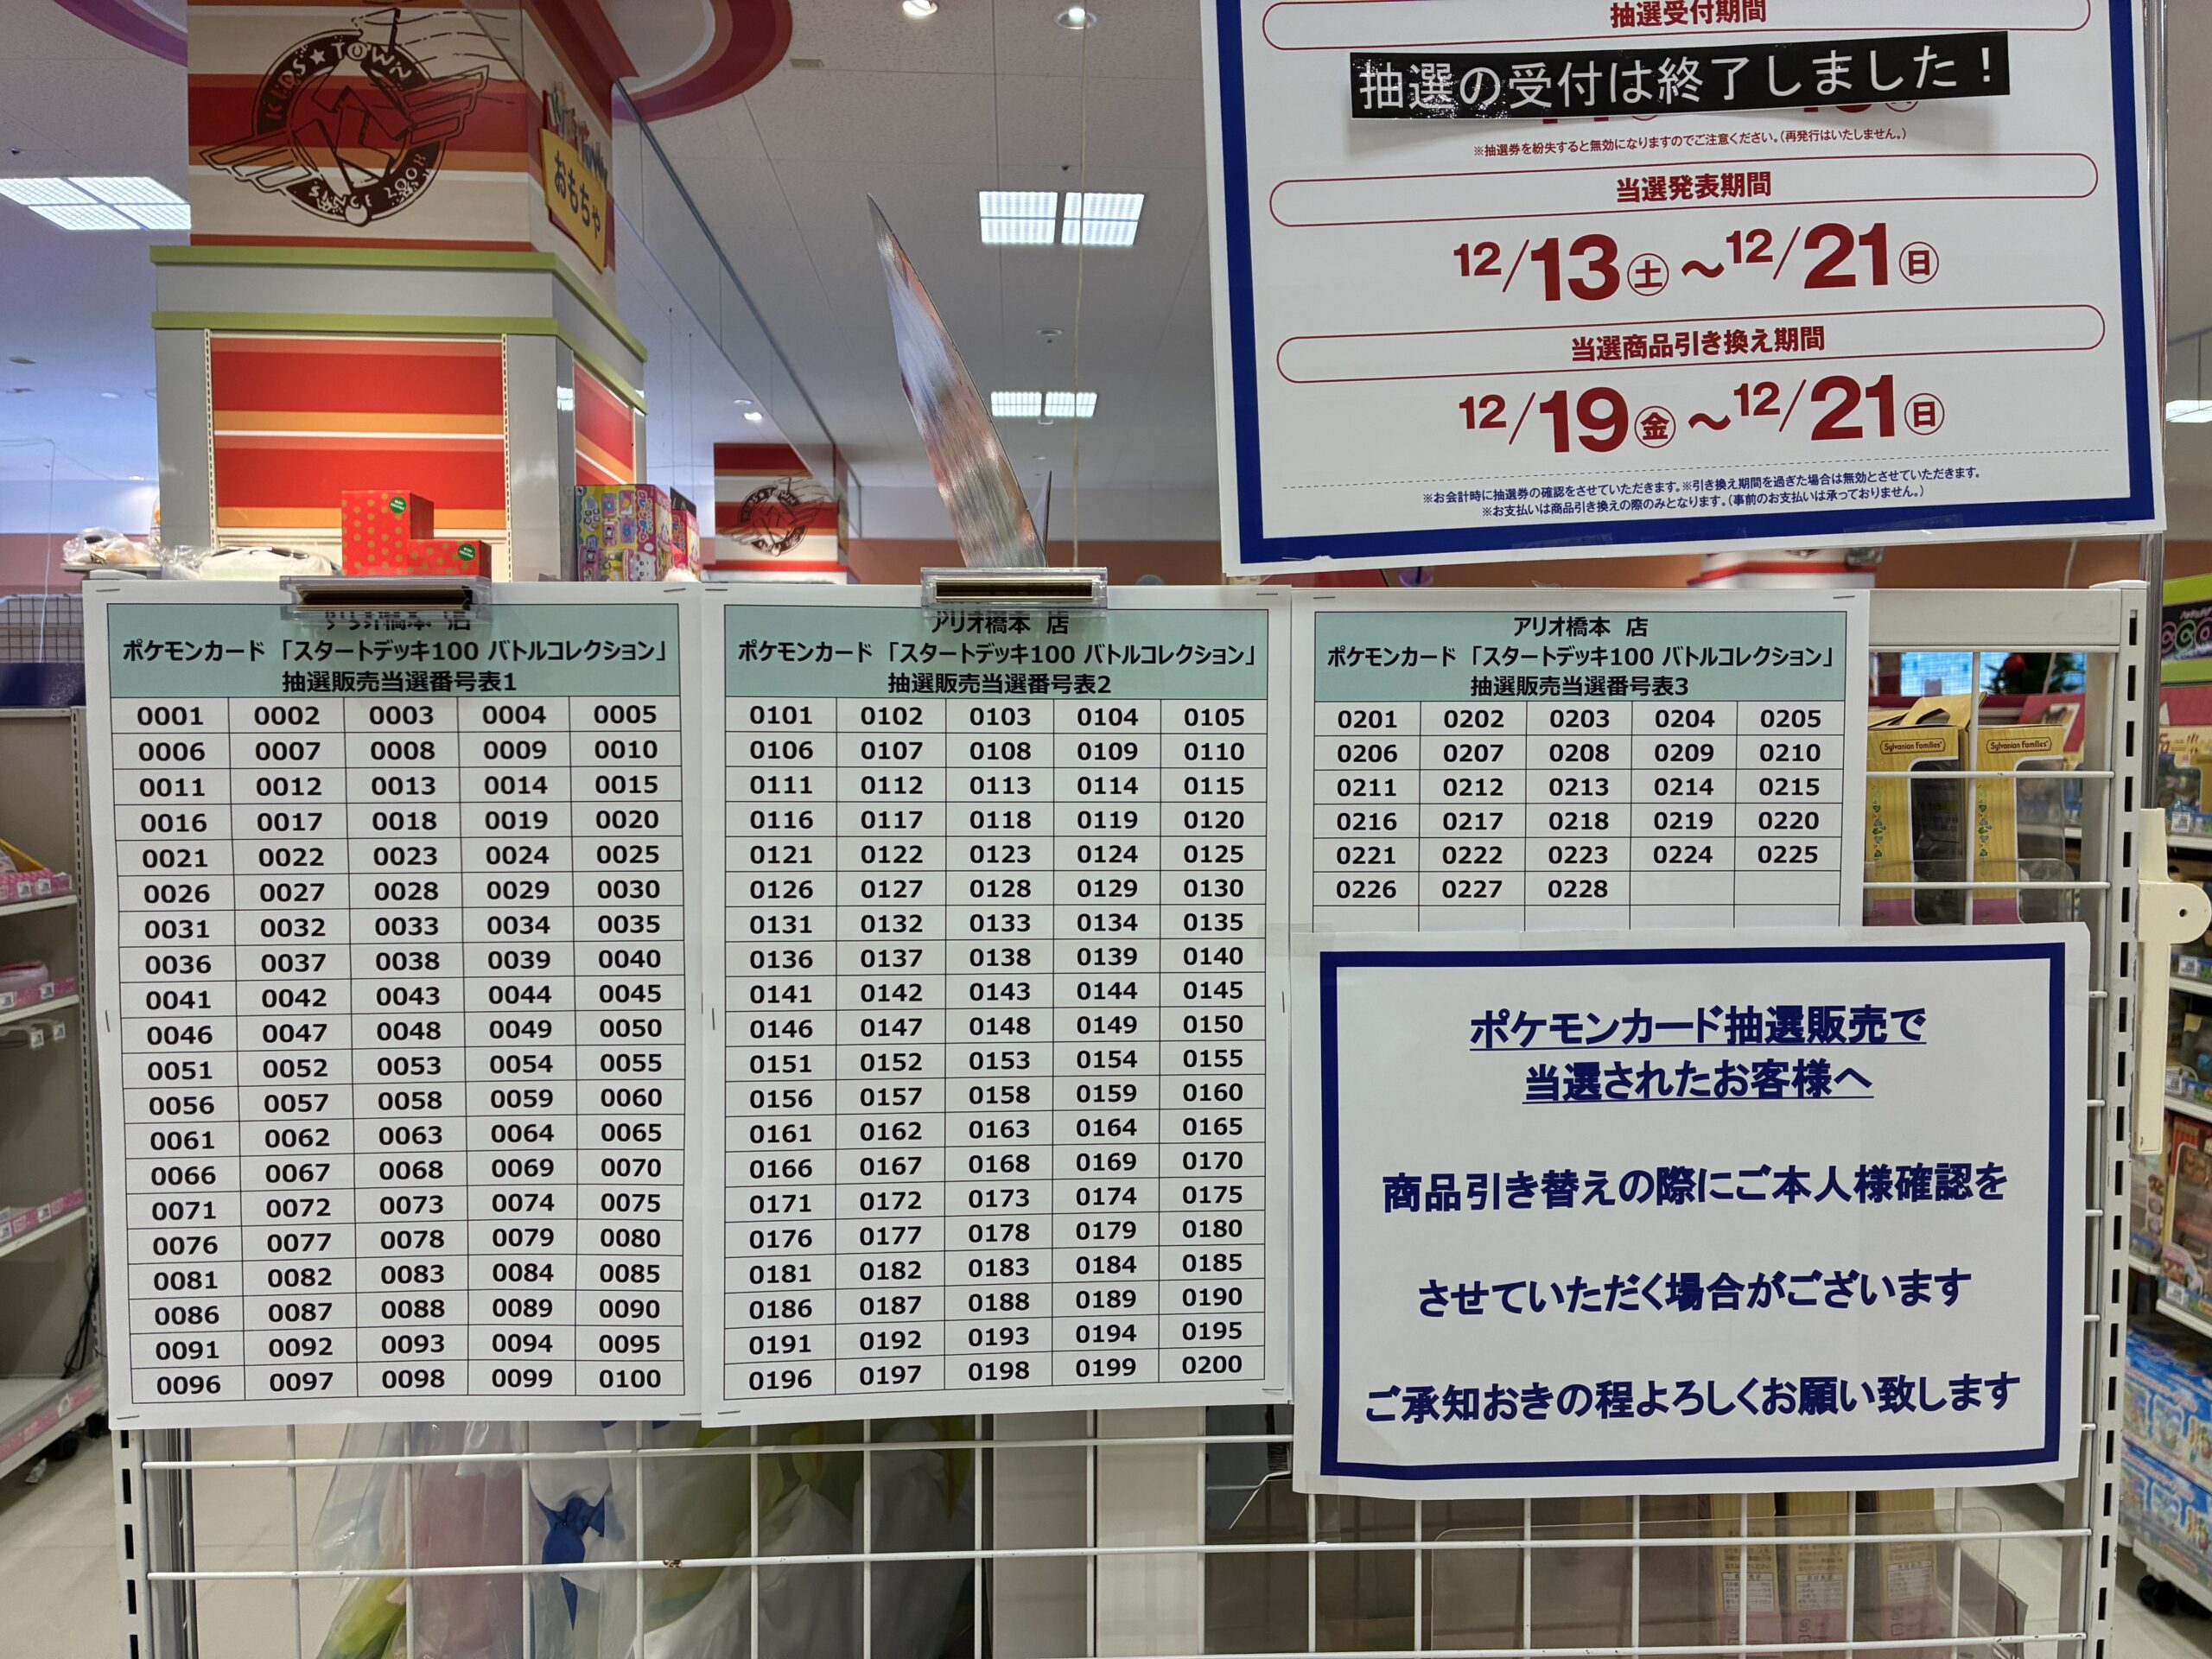 KIDS★TOWN
SINCE 2001
おもちゃ
抽選受付期間
抽選の受付は終了しました！
※抽選券を紛失すると無効になりますのでご注意ください。（再発行はいたしません。）
当選発表期間
12/13㊏～12/21㊐
当選商品引き換え期間
12/19㊎～12/21㊐
※お会計時に抽選券の確認をさせていただきます。※引き換え期間を過ぎた場合は無効とさせていただきます。
※お支払いは商品引き換えの際のみとなります。（事前のお支払いは承っておりません。）
アリオ橋本 店
ポケモンカード 「スタートデッキ100 バトルコレクション」
抽選販売当選番号表1
0001 0002 0003 0004 0005
0006 0007 0008 0009 0010
0011 0012 0013 0014 0015
0016 0017 0018 0019 0020
0021 0022 0023 0024 0025
0026 0027 0028 0029 0030
0031 0032 0033 0034 0035
0036 0037 0038 0039 0040
0041 0042 0043 0044 0045
0046 0047 0048 0049 0050
0051 0052 0053 0054 0055
0056 0057 0058 0059 0060
0061 0062 0063 0064 0065
0066 0067 0068 0069 0070
0071 0072 0073 0074 0075
0076 0077 0078 0079 0080
0081 0082 0083 0084 0085
0086 0087 0088 0089 0090
0091 0092 0093 0094 0095
0096 0097 0098 0099 0100
アリオ橋本 店
ポケモンカード 「スタートデッキ100 バトルコレクション」
抽選販売当選番号表2
0101 0102 0103 0104 0105
0106 0107 0108 0109 0110
0111 0112 0113 0114 0115
0116 0117 0118 0119 0120
0121 0122 0123 0124 0125
0126 0127 0128 0129 0130
0131 0132 0133 0134 0135
0136 0137 0138 0139 0140
0141 0142 0143 0144 0145
0146 0147 0148 0149 0150
0151 0152 0153 0154 0155
0156 0157 0158 0159 0160
0161 0162 0163 0164 0165
0166 0167 0168 0169 0170
0171 0172 0173 0174 0175
0176 0177 0178 0179 0180
0181 0182 0183 0184 0185
0186 0187 0188 0189 0190
0191 0192 0193 0194 0195
0196 0197 0198 0199 0200
アリオ橋本 店
ポケモンカード 「スタートデッキ100 バトルコレクション」
抽選販売当選番号表3
0201 0202 0203 0204 0205
0206 0207 0208 0209 0210
0211 0212 0213 0214 0215
0216 0217 0218 0219 0220
0221 0222 0223 0224 0225
0226 0227 0228
Sylvanian Families
Sylvanian Families
ポケモンカード抽選販売で
当選されたお客様へ
商品引き替えの際にご本人様確認を
させていただく場合がございます
ご承知おきの程よろしくお願い致します